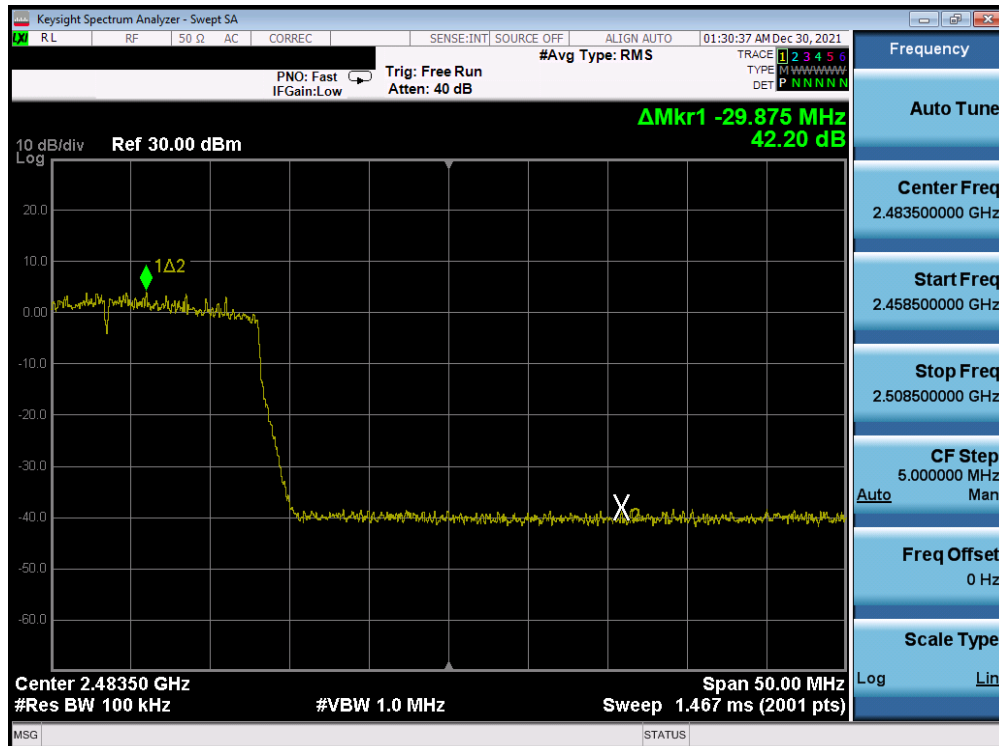 Keysight Spectrum Analyzer - Swept SA
LXI RL RF 50 Ω AC CORREC SENSE:INT SOURCE OFF ALIGN AUTO 01:30:37 AM Dec 30, 2021
#Avg Type: RMS
TRACE 1 2 3 4 5 6
PNO: Fast Trig: Free Run
TYPE M WWWWW
IFGain:Low Atten: 40 dB
DET P N N N N N
ΔMkr1 -29.875 MHz
42.20 dB
10 dB/div Ref 30.00 dBm
Log
20.0
10.0
1Δ2
0.00
-10.0
-20.0
-30.0
-40.0
X2
-50.0
-60.0
Center 2.48350 GHz
Span 50.00 MHz
#Res BW 100 kHz
#VBW 1.0 MHz
Sweep 1.467 ms (2001 pts)
MSG
STATUS
Frequency
Auto Tune
Center Freq
2.483500000 GHz
Start Freq
2.458500000 GHz
Stop Freq
2.508500000 GHz
CF Step
5.000000 MHz
Auto Man
Freq Offset
0 Hz
Scale Type
Log Lin